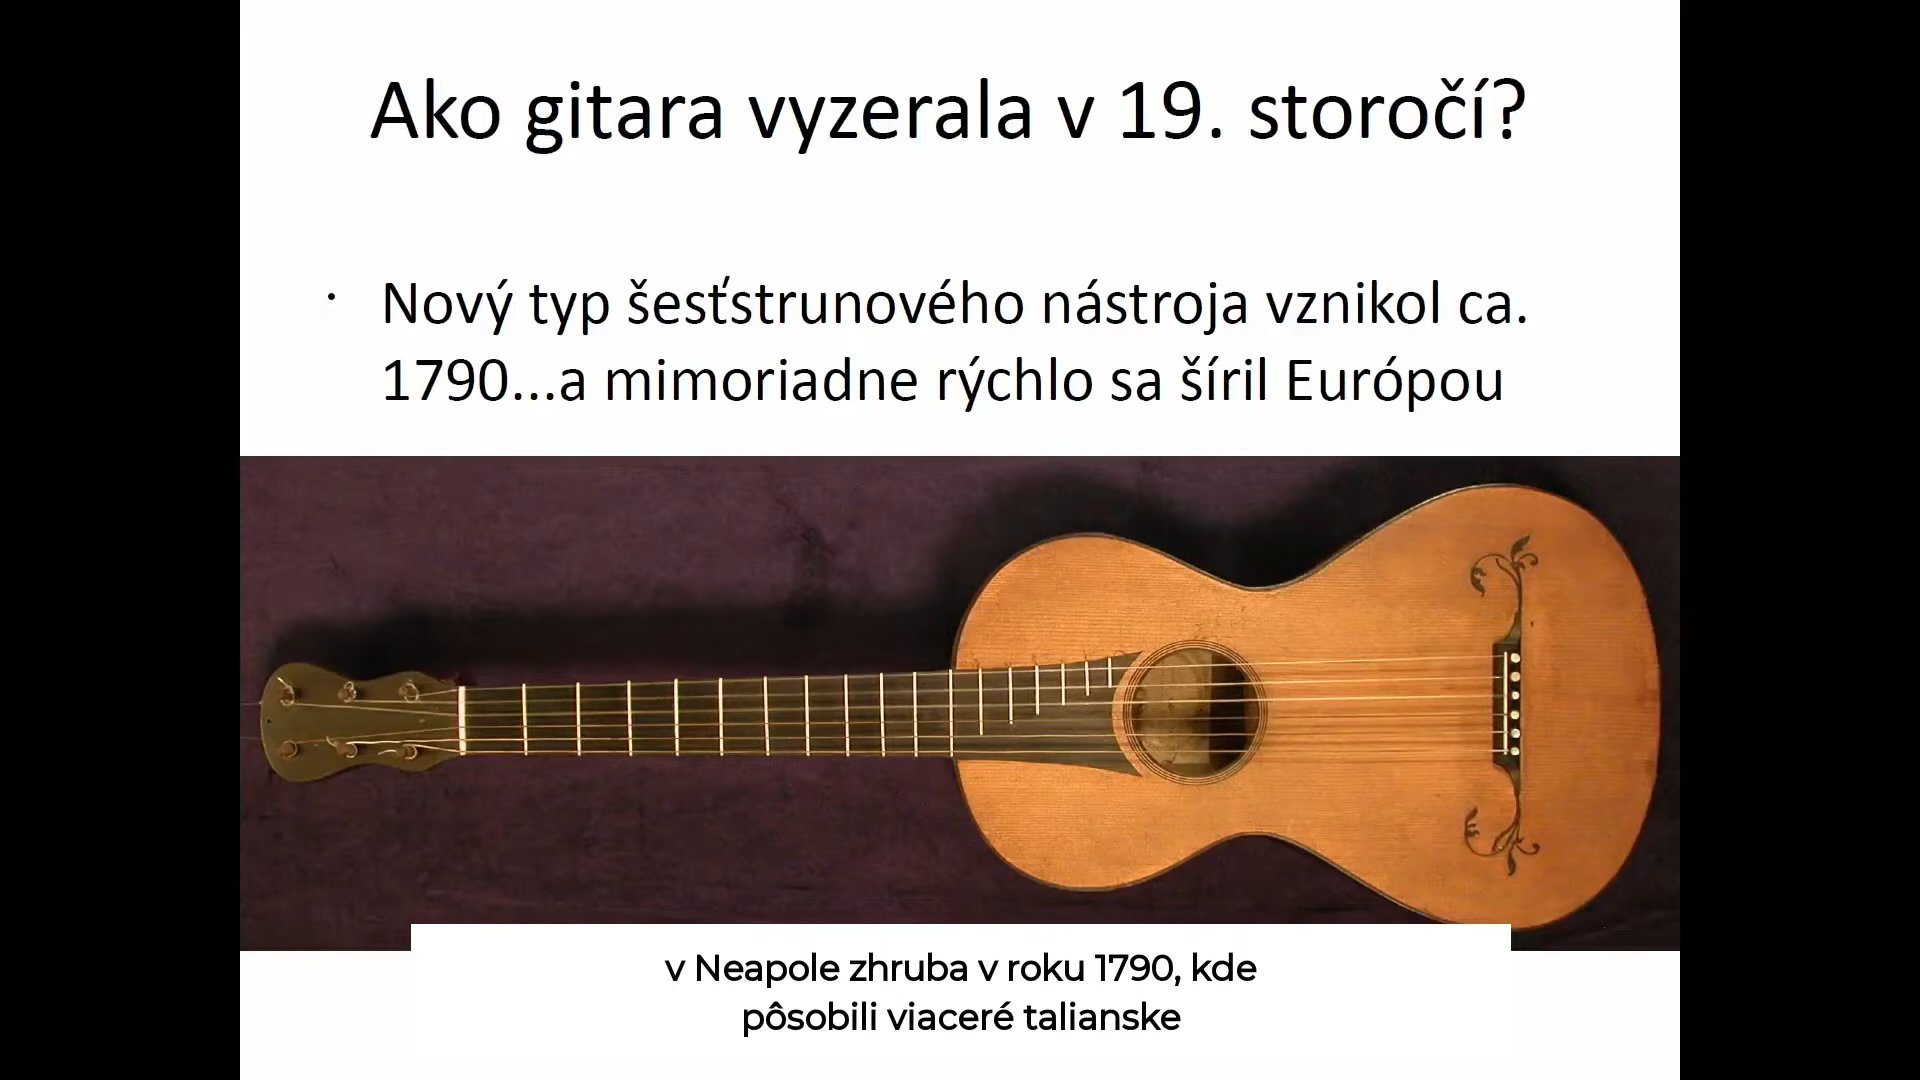 Ako gitara vyzerala v 19. storočí?
• Nový typ šesťstrunového nástroja vznikol ca.
1790...a mimoriadne rýchlo sa šíril Európou
v Neapole zhruba v roku 1790, kde
pôsobili viaceré talianske